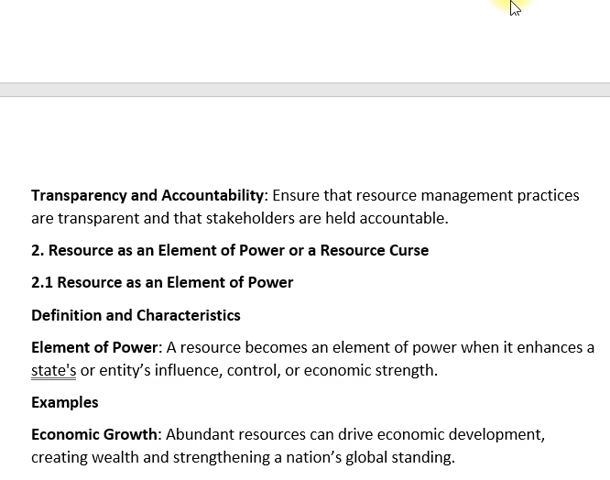 Transparency and Accountability: Ensure that resource management practices
are transparent and that stakeholders are held accountable.
2. Resource as an Element of Power or a Resource Curse
2.1 Resource as an Element of Power
Definition and Characteristics
Element of Power: A resource becomes an element of power when it enhances a
state's or entity’s influence, control, or economic strength.
Examples
Economic Growth: Abundant resources can drive economic development,
creating wealth and strengthening a nation’s global standing.